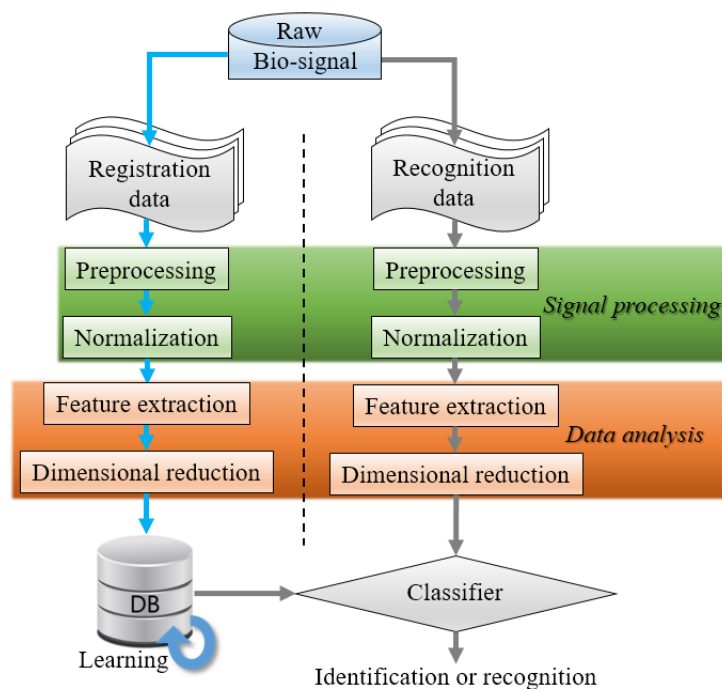 Raw
Bio-signal
Registration
data
Recognition
data
Preprocessing
Preprocessing
Signal processing
Normalization
Normalization
Feature extraction
Feature extraction
Data analysis
Dimensional reduction
Dimensional reduction
DB
Classifier
Learning
Identification or recognition